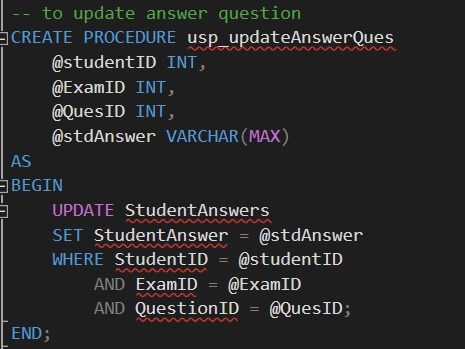 -- to update answer question
CREATE PROCEDURE usp_updateAnswerQues
@studentID INT,
@ExamID INT,
@QuesID INT,
@stdAnswer VARCHAR(MAX)
AS
BEGIN
UPDATE StudentAnswers
SET StudentAnswer = @stdAnswer
WHERE StudentID = @studentID
AND ExamID = @ExamID
AND QuestionID = @QuesID;
END;